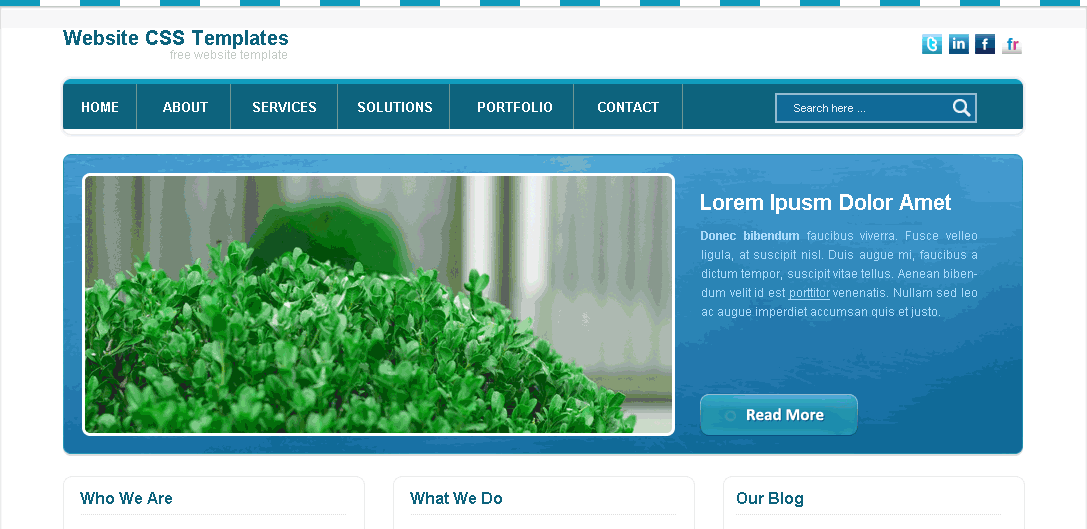 Website CSS Templates
free website template
t in f fr
HOME ABOUT SERVICES SOLUTIONS PORTFOLIO CONTACT Search here ...
Lorem Ipusm Dolor Amet
Donec bibendum faucibus viverra. Fusce velleo
ligula, at suscipit nisl. Duis augue mi, faucibus a
dictum tempor, suscipit vitae tellus. Aenean biben-
dum velit id est porttitor venenatis. Nullam sed leo
ac augue imperdiet accumsan quis et justo.
Read More
Who We Are What We Do Our Blog